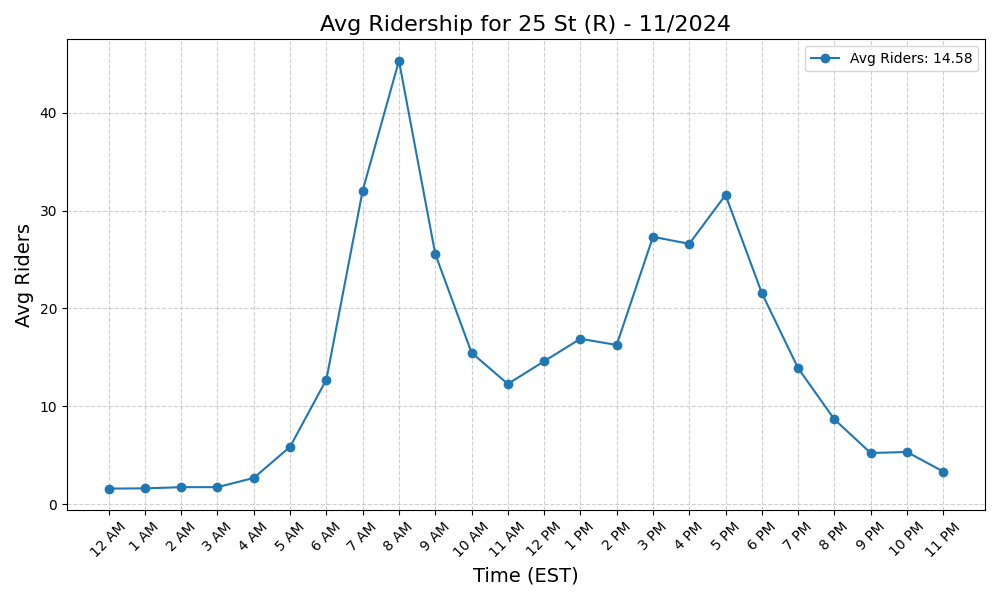 Avg Ridership for 25 St (R) - 11/2024
Avg Riders: 14.58
Avg Riders
40
30
20
10
0
12 AM
1 AM
2 AM
3 AM
4 AM
5 AM
6 AM
7 AM
8 AM
9 AM
10 AM
11 AM
12 PM
1 PM
2 PM
3 PM
4 PM
5 PM
6 PM
7 PM
8 PM
9 PM
10 PM
11 PM
Time (EST)